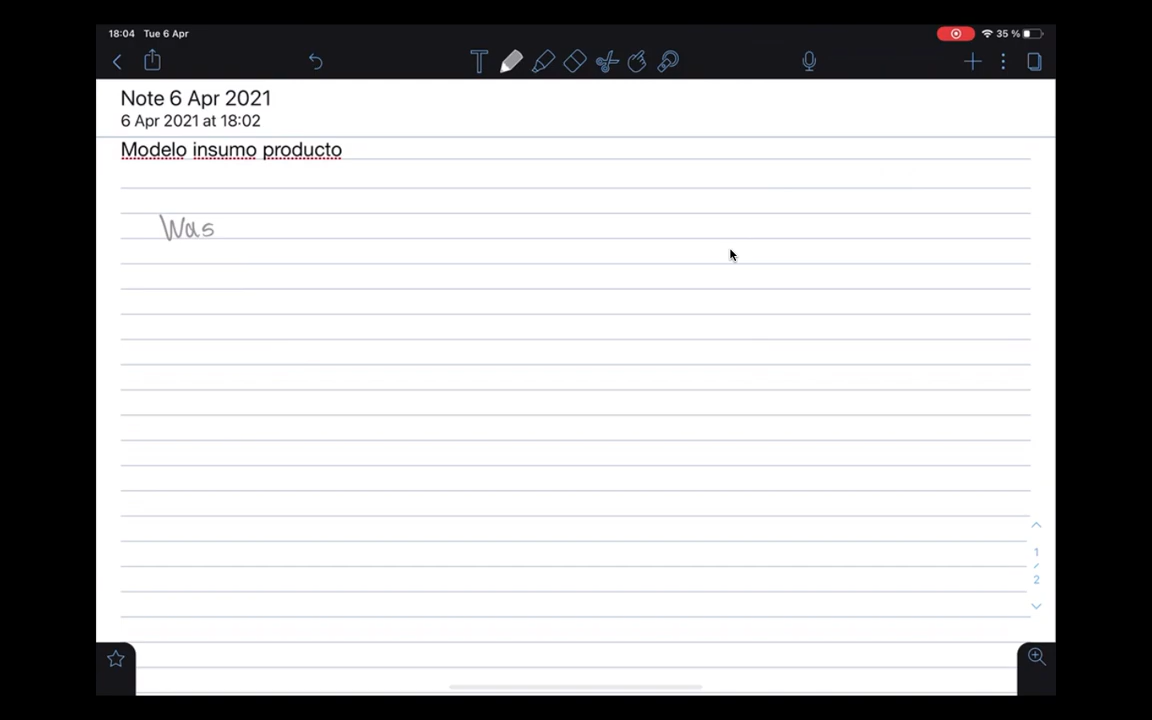 18:04 Tue 6 Apr
35 %
T
Note 6 Apr 2021
6 Apr 2021 at 18:02
Modelo insumo producto
Was
1
/
2